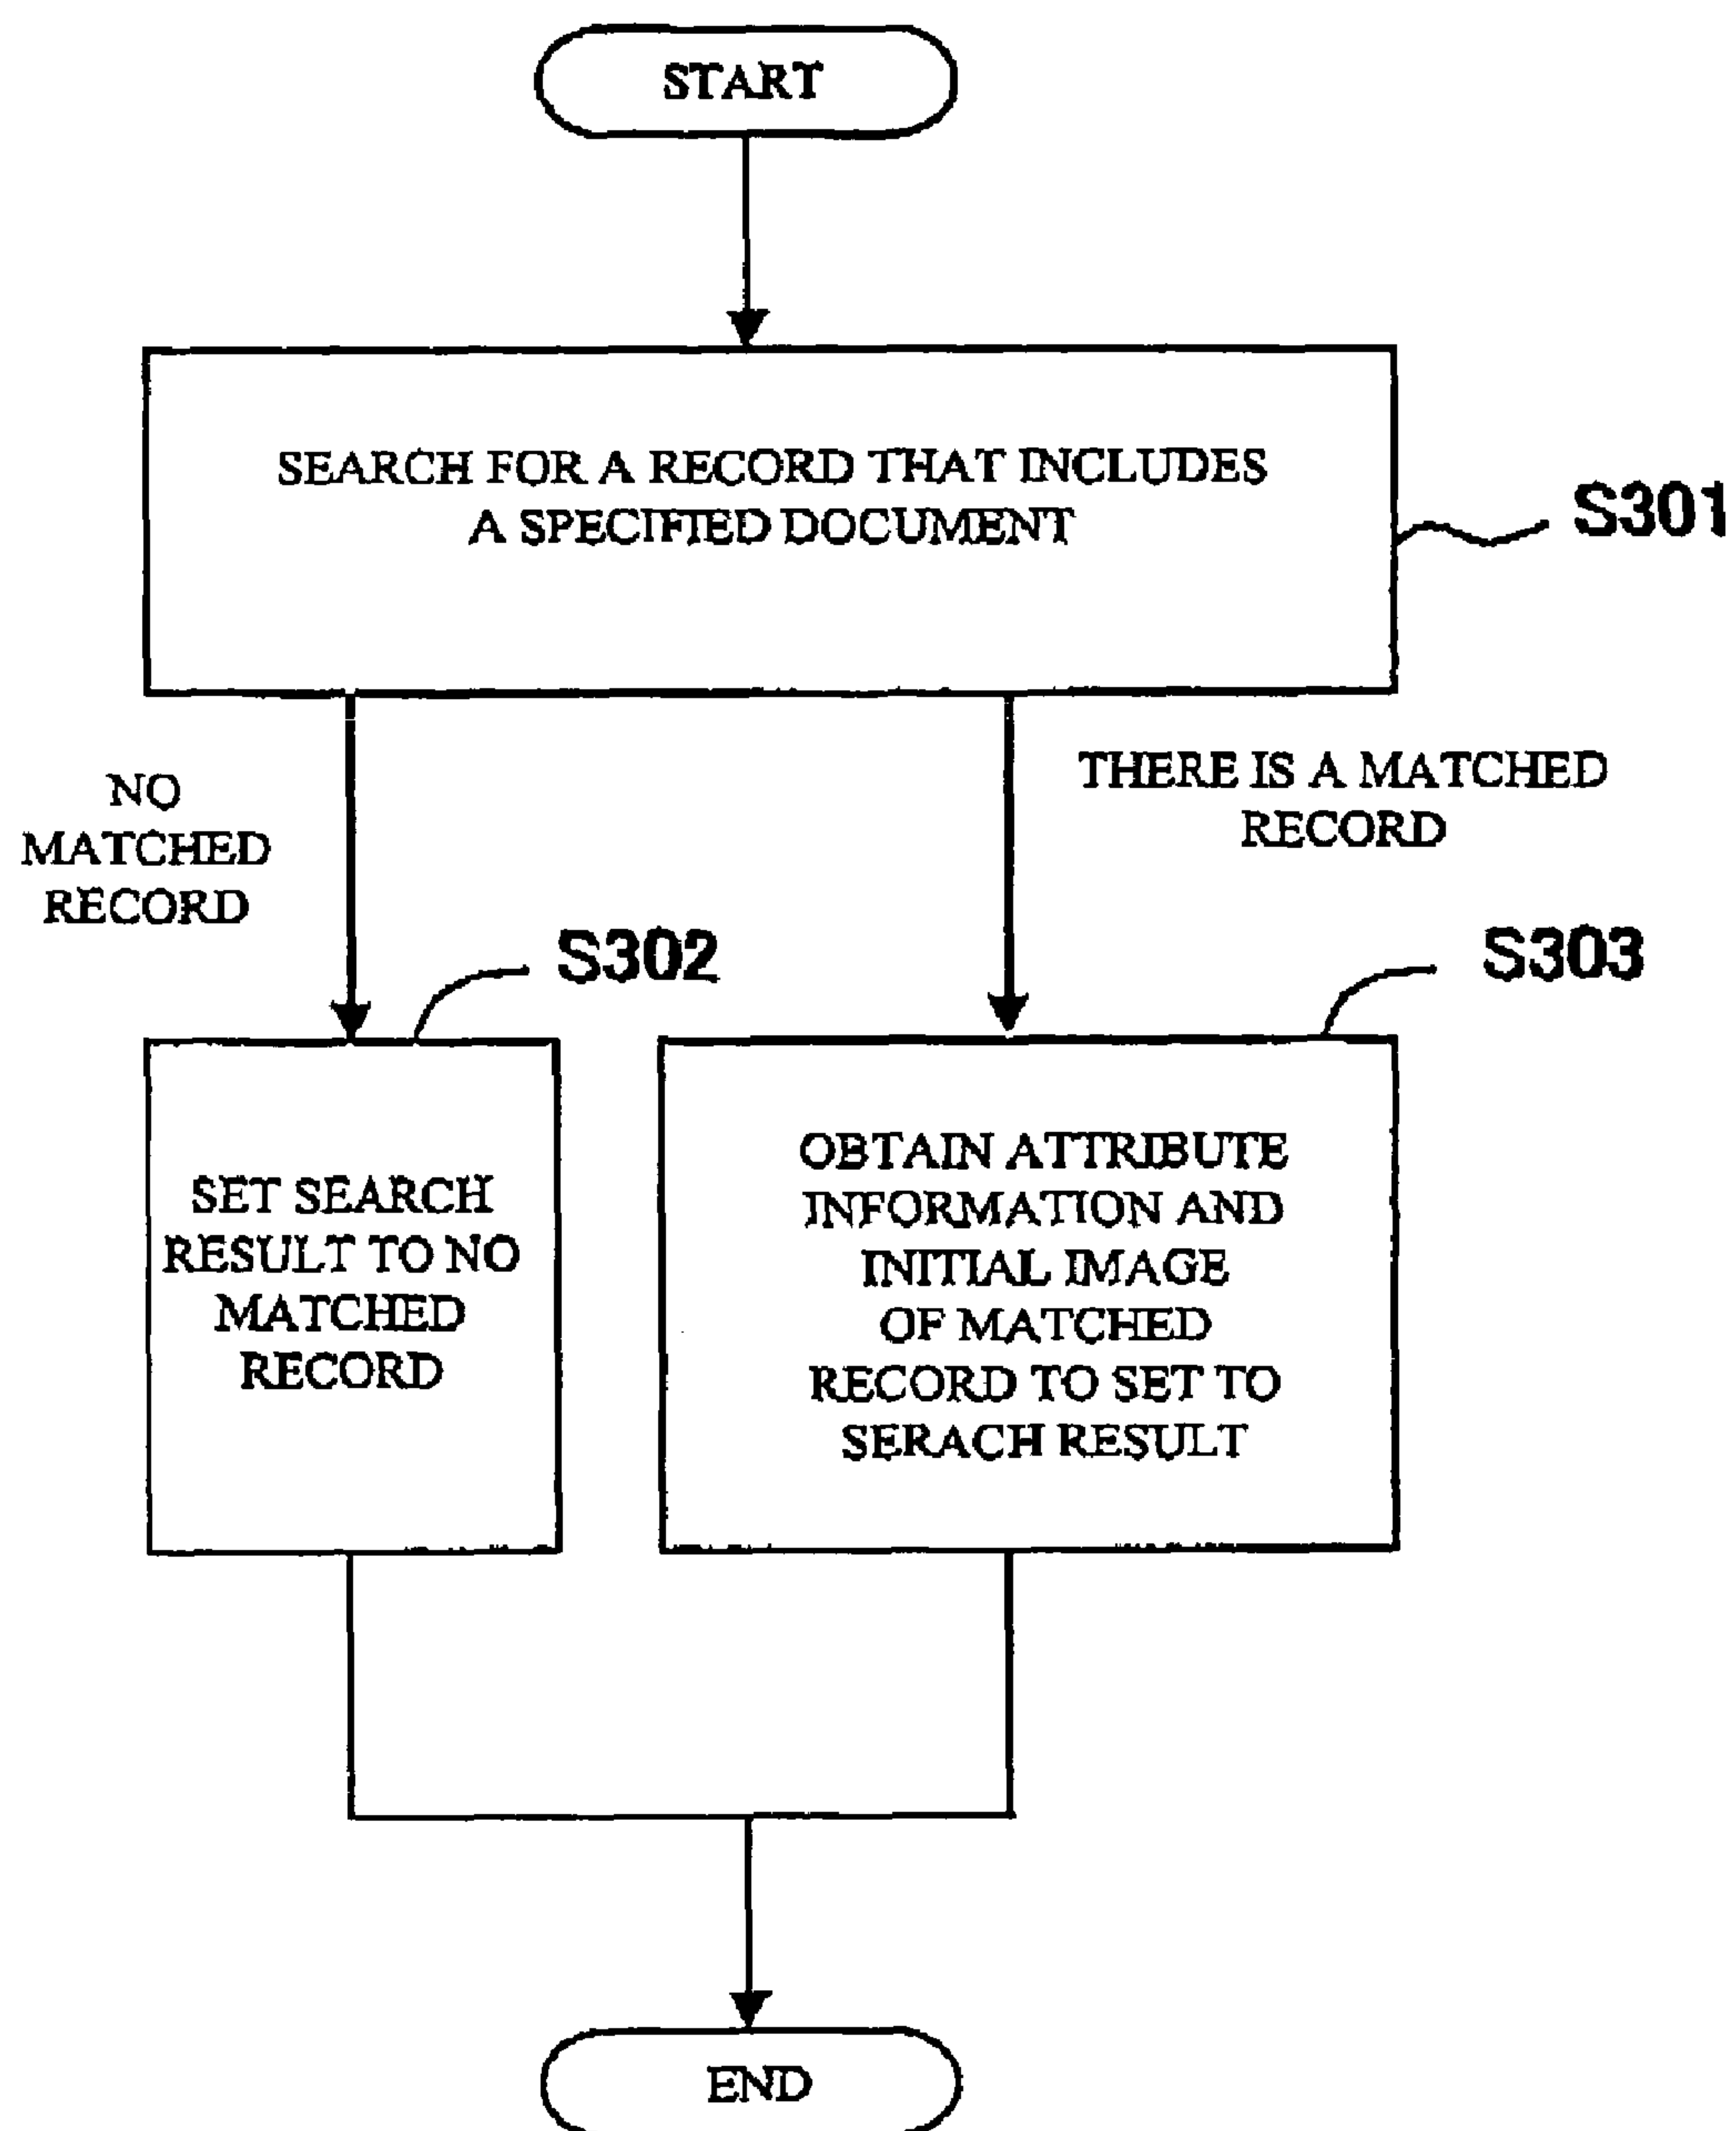 START
SEARCH FOR A RECORD THAT INCLUDES
A SPECIFIED DOCUMENT
S301
NO
MATCHED
RECORD
THERE IS A MATCHED
RECORD
S302
S303
SET SEARCH
RESULT TO NO
MATCHED
RECORD
OBTAIN ATTRIBUTE
INFORMATION AND
INITIAL IMAGE
OF MATCHED
RECORD TO SET TO
SERACH RESULT
END